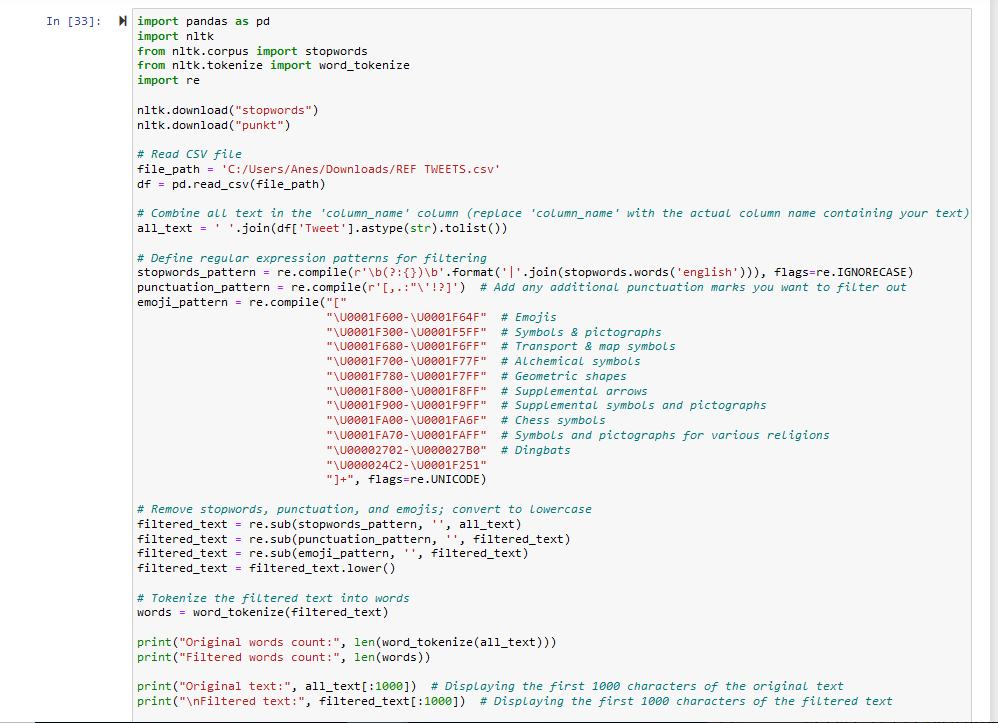 In [33]: import pandas as pd
import nltk
from nltk.corpus import stopwords
from nltk.tokenize import word_tokenize
import re
nltk.download("stopwords")
nltk.download("punkt")
# Read CSV file
file_path = 'C:/Users/Anes/Downloads/REF TWEETS.csv'
df = pd.read_csv(file_path)
# Combine all text in the 'column_name' column (replace 'column_name' with the actual column name containing your text)
all_text = ' '.join(df['Tweet'].astype(str).tolist())
# Define regular expression patterns for filtering
stopwords_pattern = re.compile(r'\b(?:{})\b'.format('|'.join(stopwords.words('english'))), flags=re.IGNORECASE)
punctuation_pattern = re.compile(r'[,.:"\'!?]')  # Add any additional punctuation marks you want to filter out
emoji_pattern = re.compile("["
"\U0001F600-\U0001F64F"  # Emojis
"\U0001F300-\U0001F5FF"  # Symbols & pictographs
"\U0001F680-\U0001F6FF"  # Transport & map symbols
"\U0001F700-\U0001F77F"  # Alchemical symbols
"\U0001F780-\U0001F7FF"  # Geometric shapes
"\U0001F800-\U0001F8FF"  # Supplemental arrows
"\U0001F900-\U0001F9FF"  # Supplemental symbols and pictographs
"\U0001FA00-\U0001FA6F"  # Chess symbols
"\U0001FA70-\U0001FAFF"  # Symbols and pictographs for various religions
"\U00002702-\U000027B0"  # Dingbats
"\U000024C2-\U0001F251"
"]+", flags=re.UNICODE)
# Remove stopwords, punctuation, and emojis; convert to lowercase
filtered_text = re.sub(stopwords_pattern, '', all_text)
filtered_text = re.sub(punctuation_pattern, '', filtered_text)
filtered_text = re.sub(emoji_pattern, '', filtered_text)
filtered_text = filtered_text.lower()
# Tokenize the filtered text into words
words = word_tokenize(filtered_text)
print("Original words count:", len(word_tokenize(all_text)))
print("Filtered words count:", len(words))
print("Original text:", all_text[:1000])  # Displaying the first 1000 characters of the original text
print("\nFiltered text:", filtered_text[:1000])  # Displaying the first 1000 characters of the filtered text